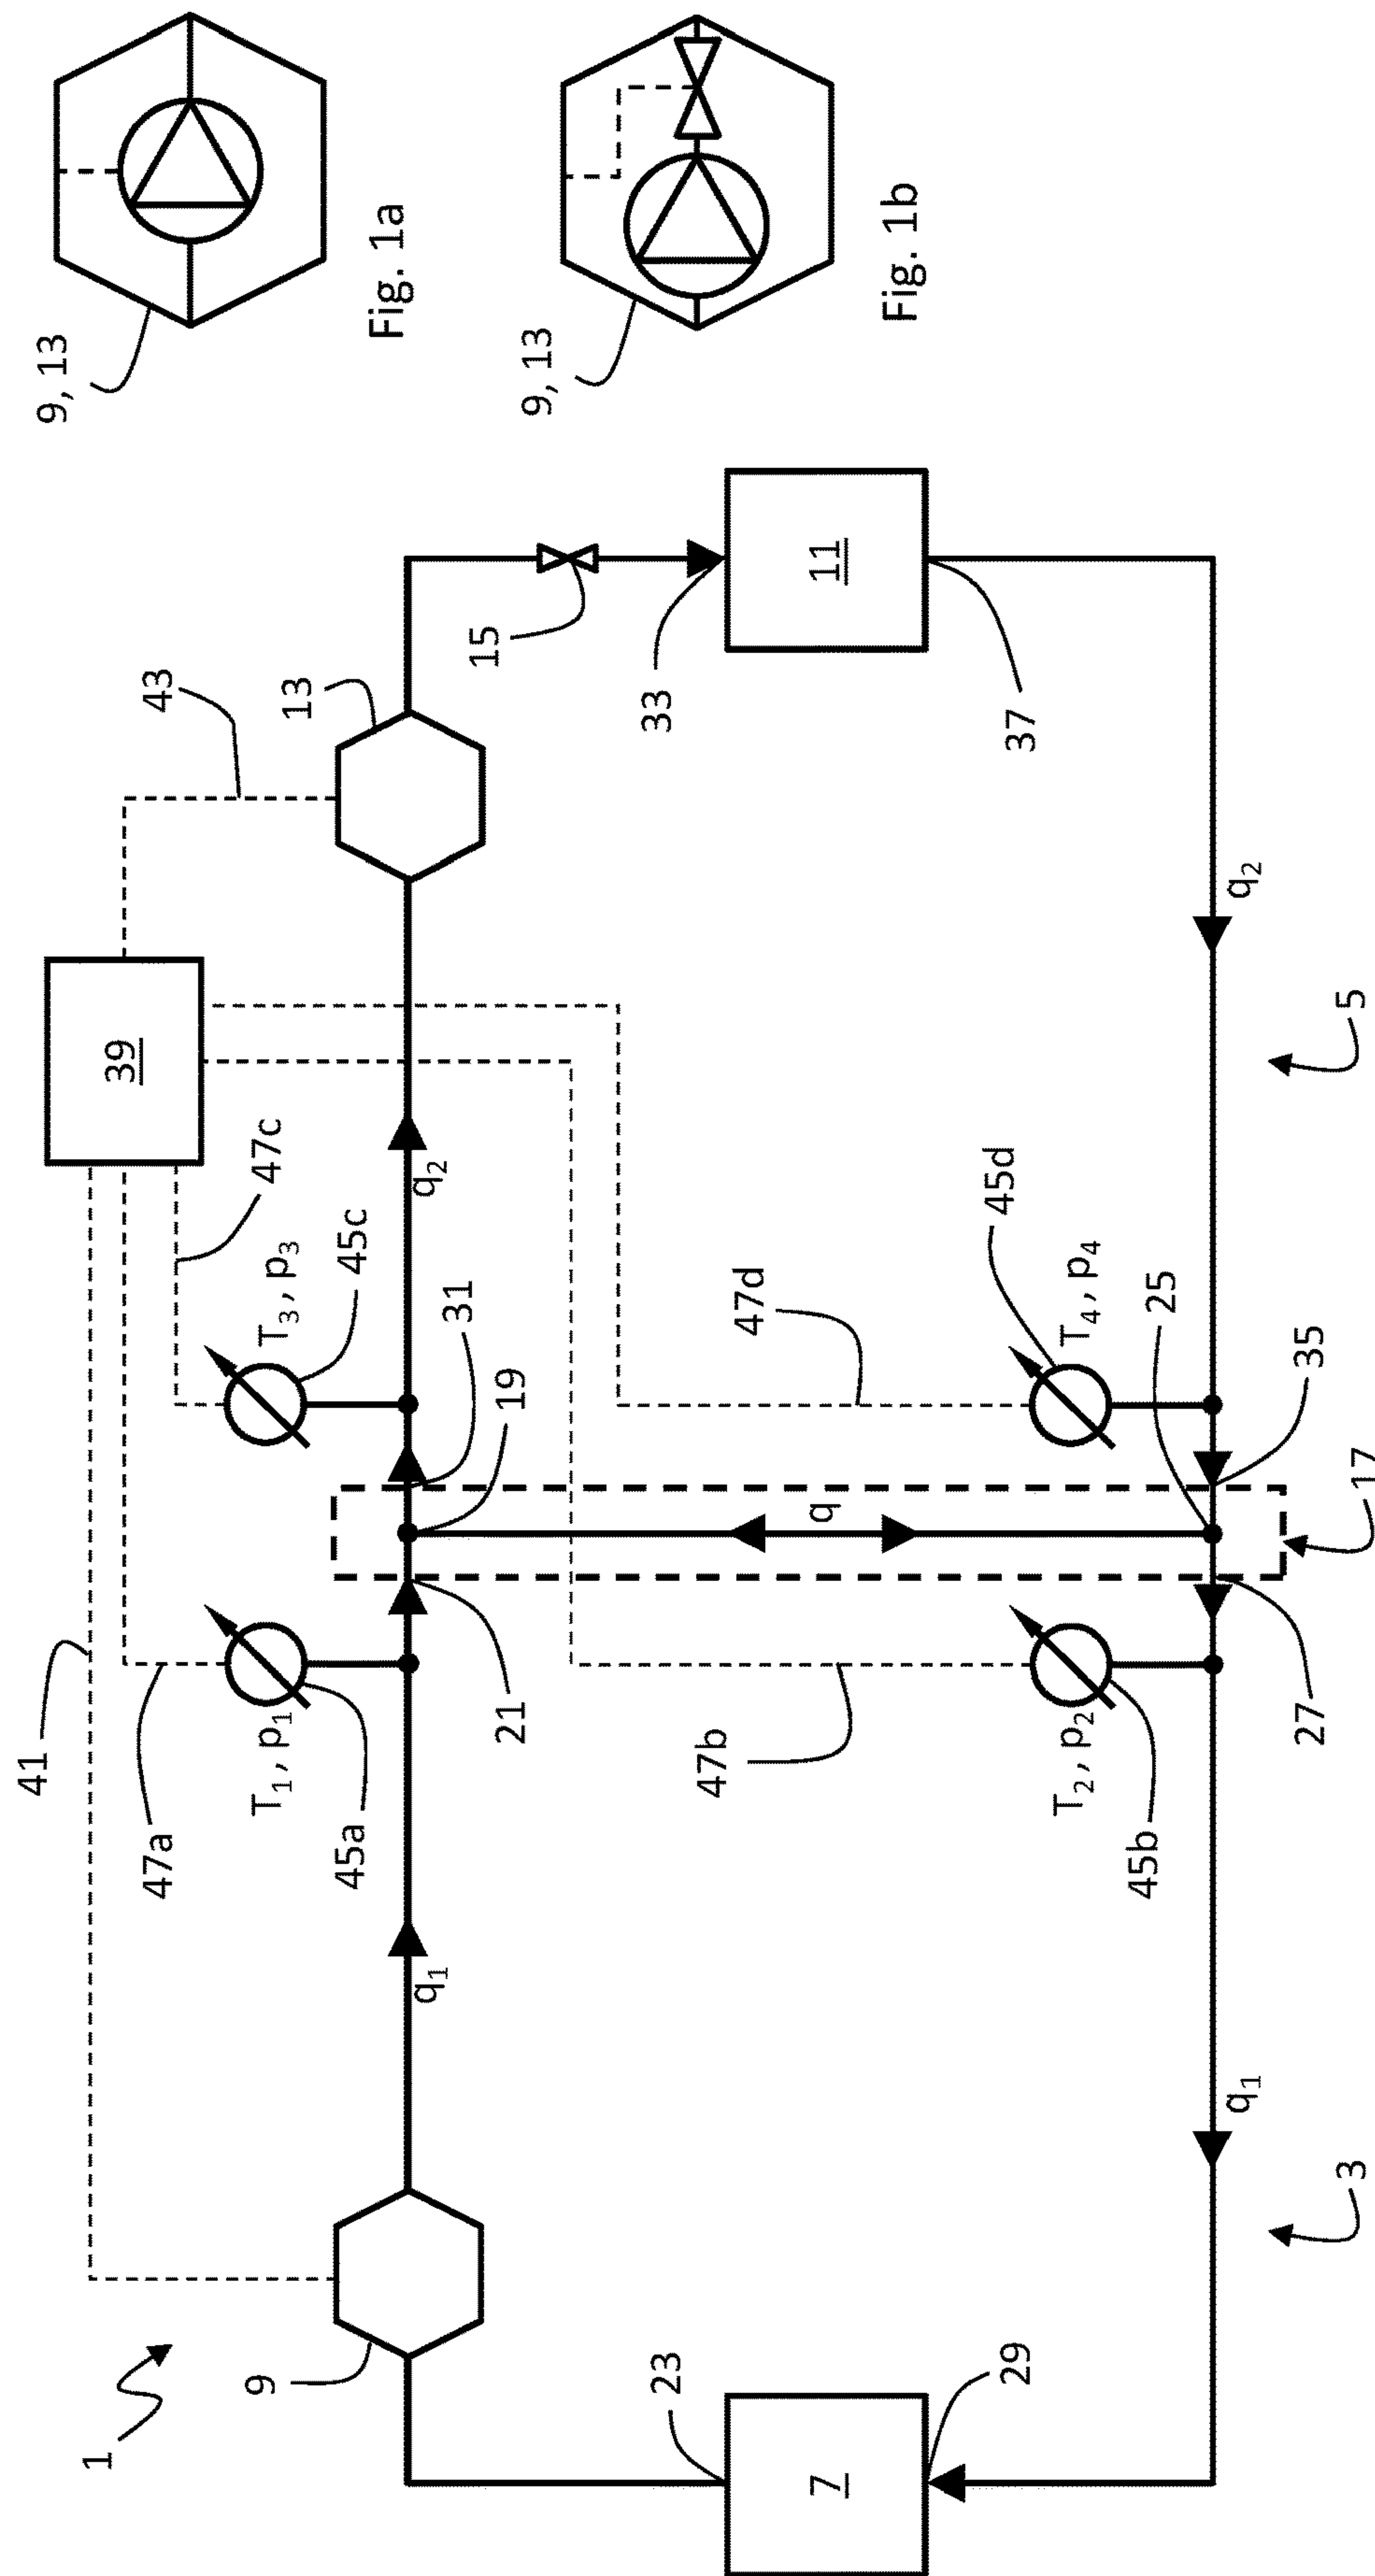 1
41
47a
T₁, p₁
45a
9
q₁
21
23
7
29
q₁
3
39
47c
T₃, p₃
45c
31
19
q₂
43
13
15
33
11
37
q
47b
T₂, p₂
45b
27
47d
T₄, p₄
45d
25
35
17
q₂
5
9, 13
Fig. 1a
9, 13
Fig. 1b